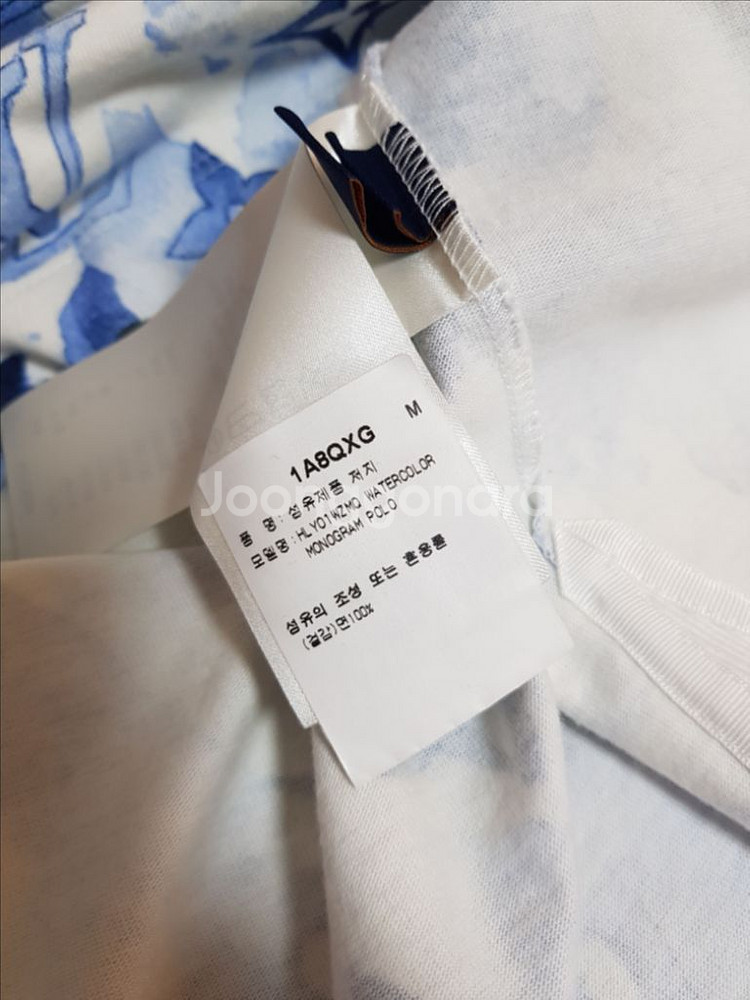 1A8QXG M
품 명 : 섬유제품 저지
모델명 : HLY01WZMO WATERCOLOR
MONOGRAM POLO
섬유의 조성 또는 혼용률
(겉감)면100%
Joonggonara